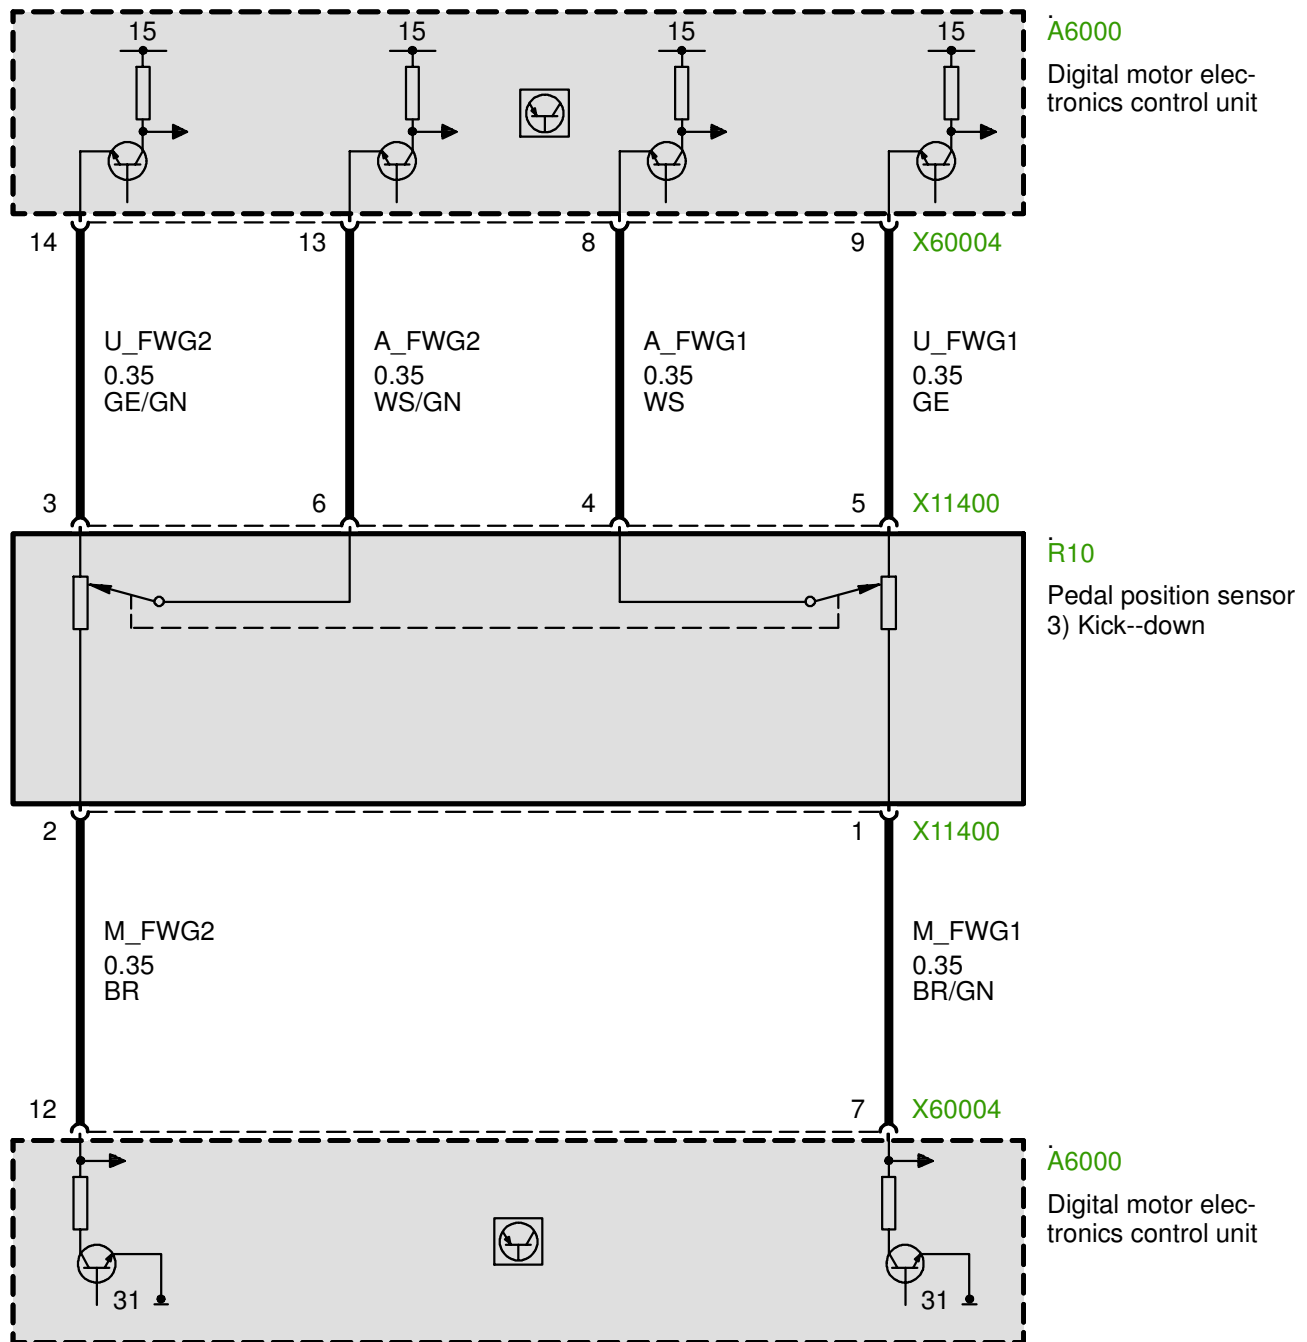 15 15 15 15
.
A6000
Digital motor elec-
tronics control unit
14 13 8 9 X60004
U_FWG2 A_FWG2 A_FWG1 U_FWG1
0.35 0.35 0.35 0.35
GE/GN WS/GN WS GE
3 6 4 5 X11400
.
R10
Pedal position sensor
3) Kick--down
2 1 X11400
M_FWG2 M_FWG1
0.35 0.35
BR BR/GN
12 7 X60004
.
A6000
Digital motor elec-
tronics control unit
31 31